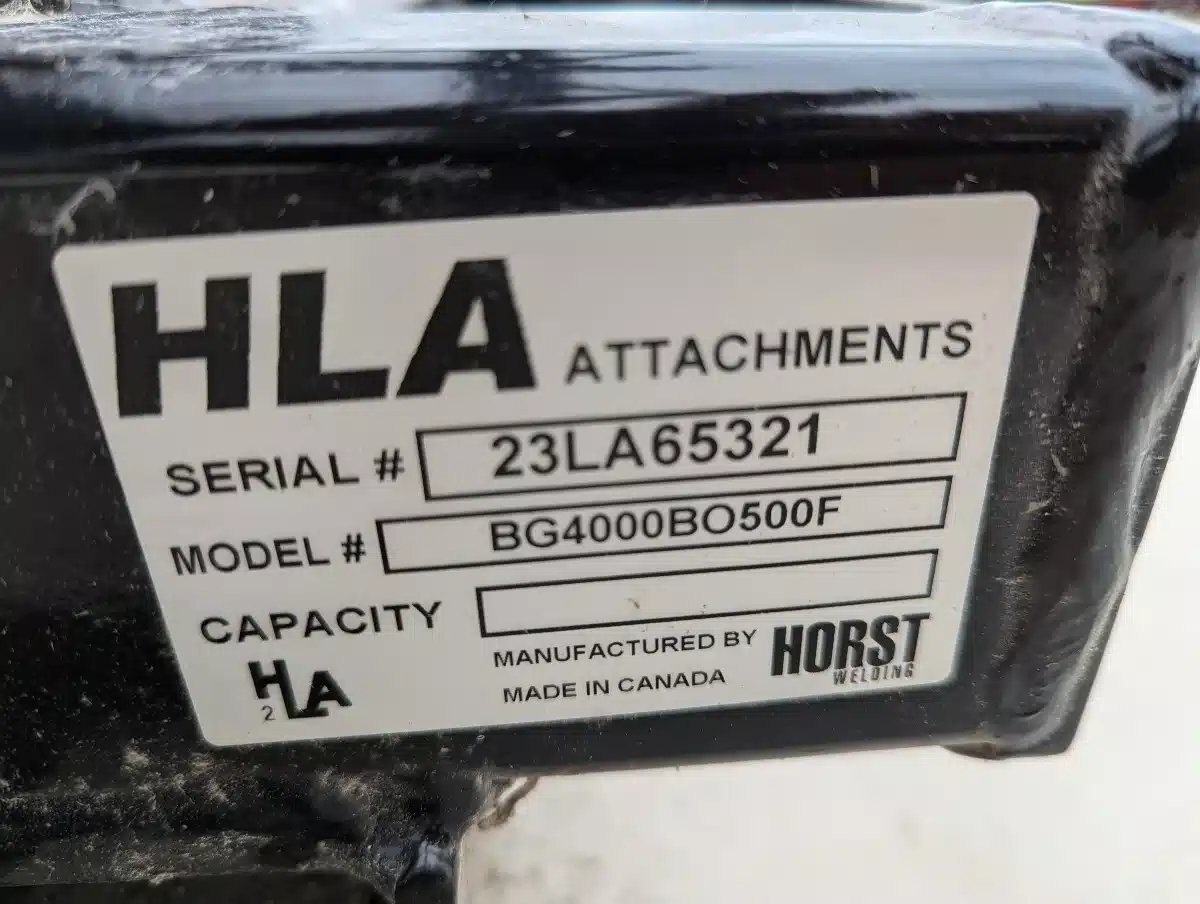 HLA ATTACHMENTS
SERIAL # 23LA65321
MODEL # BG4000BO500F
CAPACITY
HLA
2
MANUFACTURED BY HORST
WELDING
MADE IN CANADA